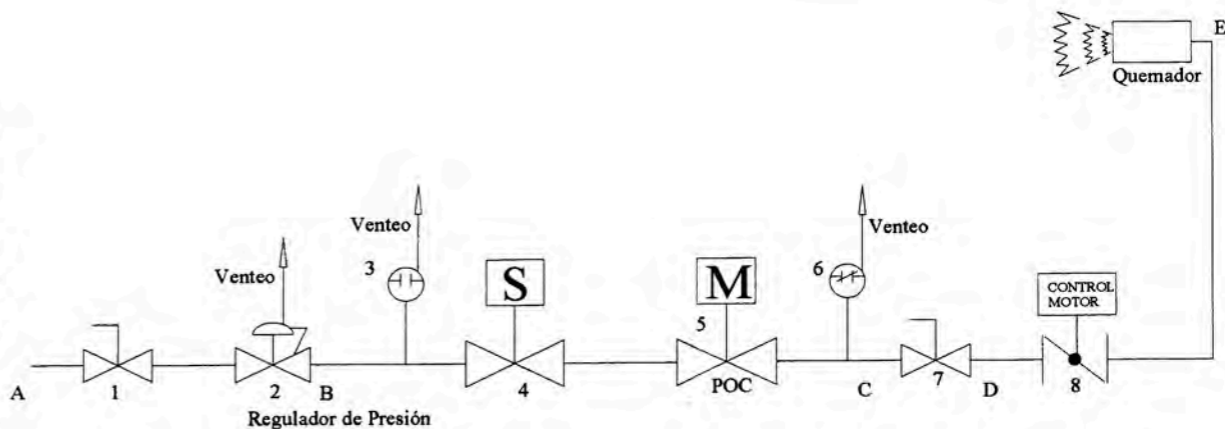 E
Quemador
Venteo
3
Venteo
S
M
5
6
Venteo
CONTROL
MOTOR
A
1
2
B
4
POC
C
7
D
8
Regulador de Presión